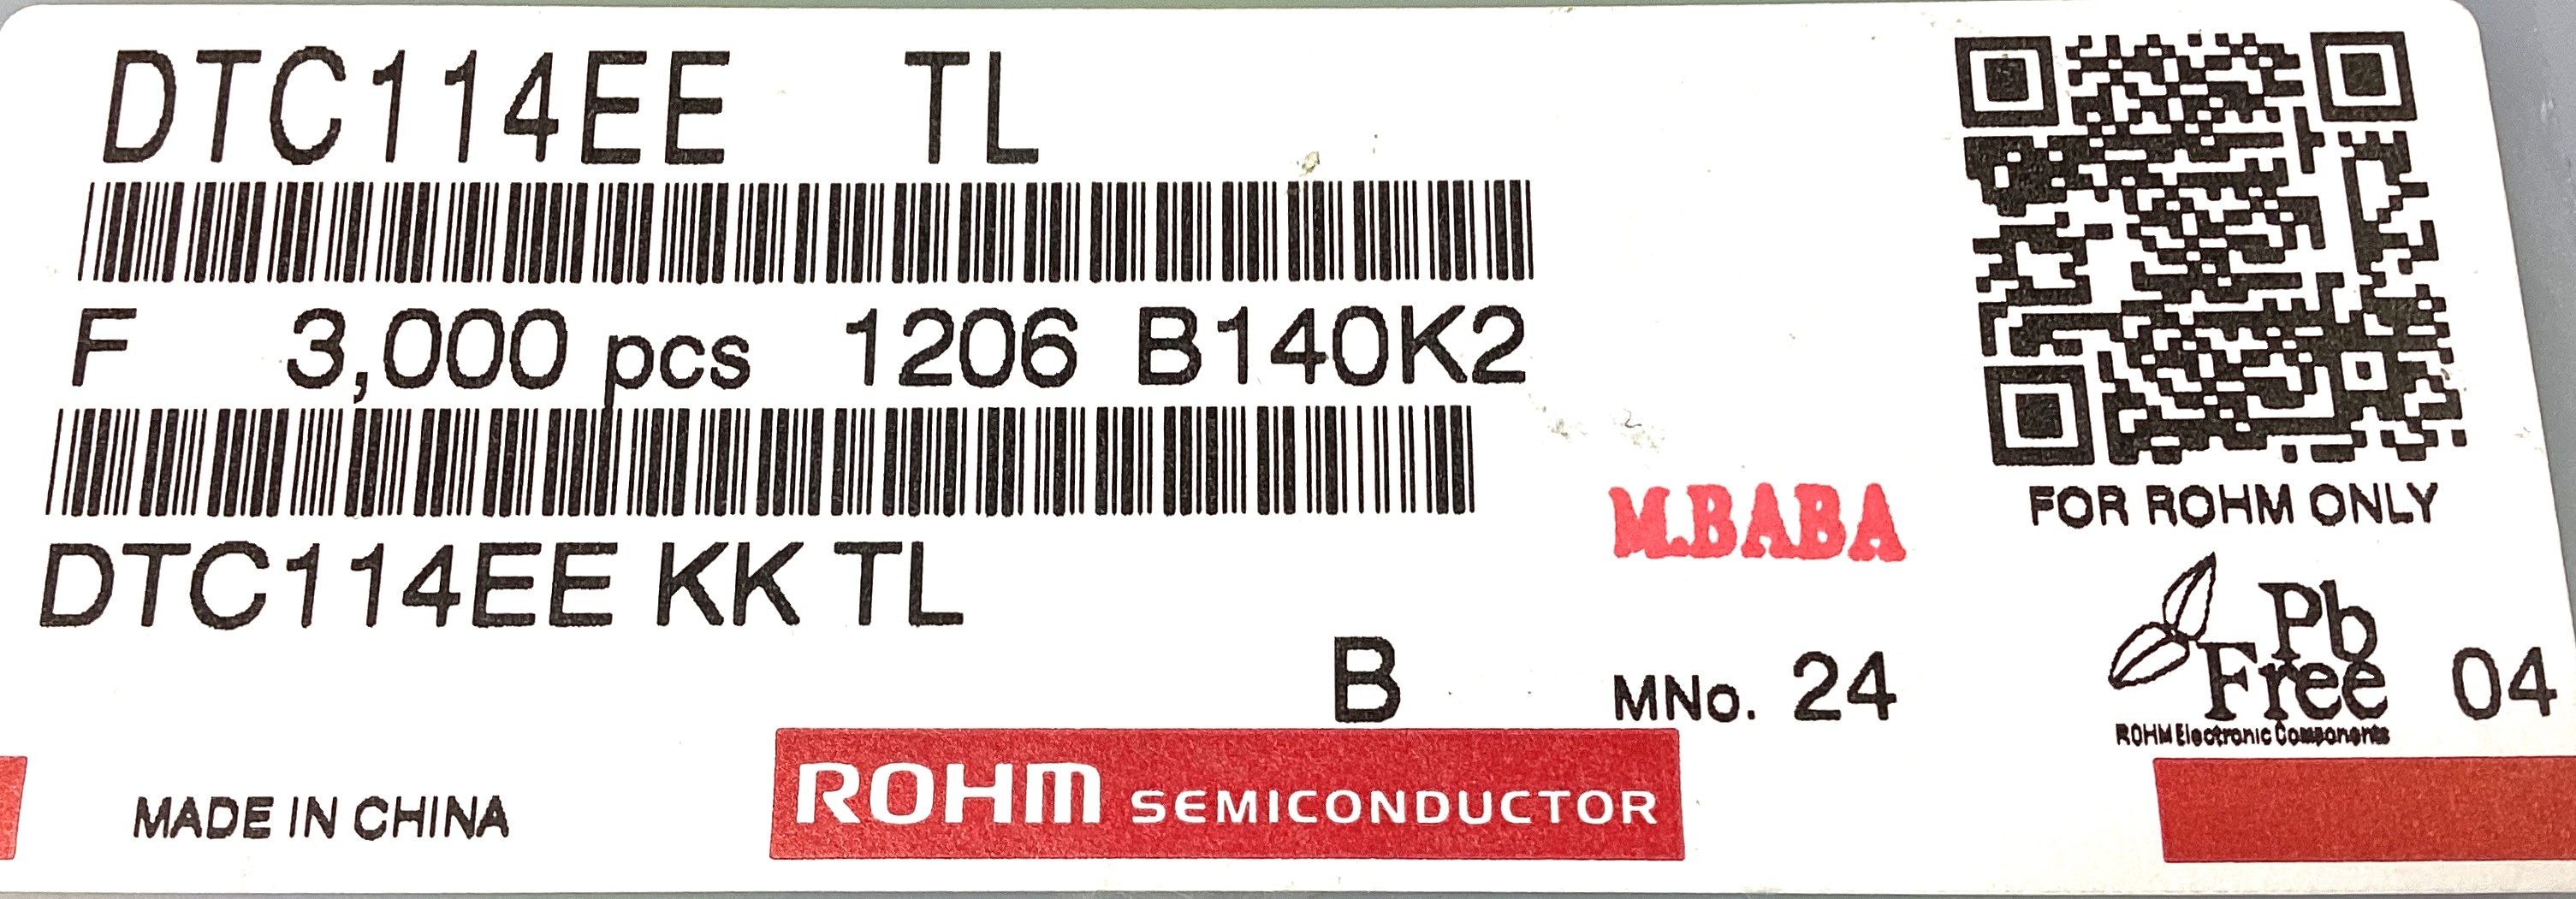 DTC114EE TL
F 3,000 pcs 1206 B140K2
DTC114EE KK TL
M.BABA
FOR ROHM ONLY
B MNo. 24
Pb
Free 04
ROHM Electronic Components
MADE IN CHINA
ROHM SEMICONDUCTOR